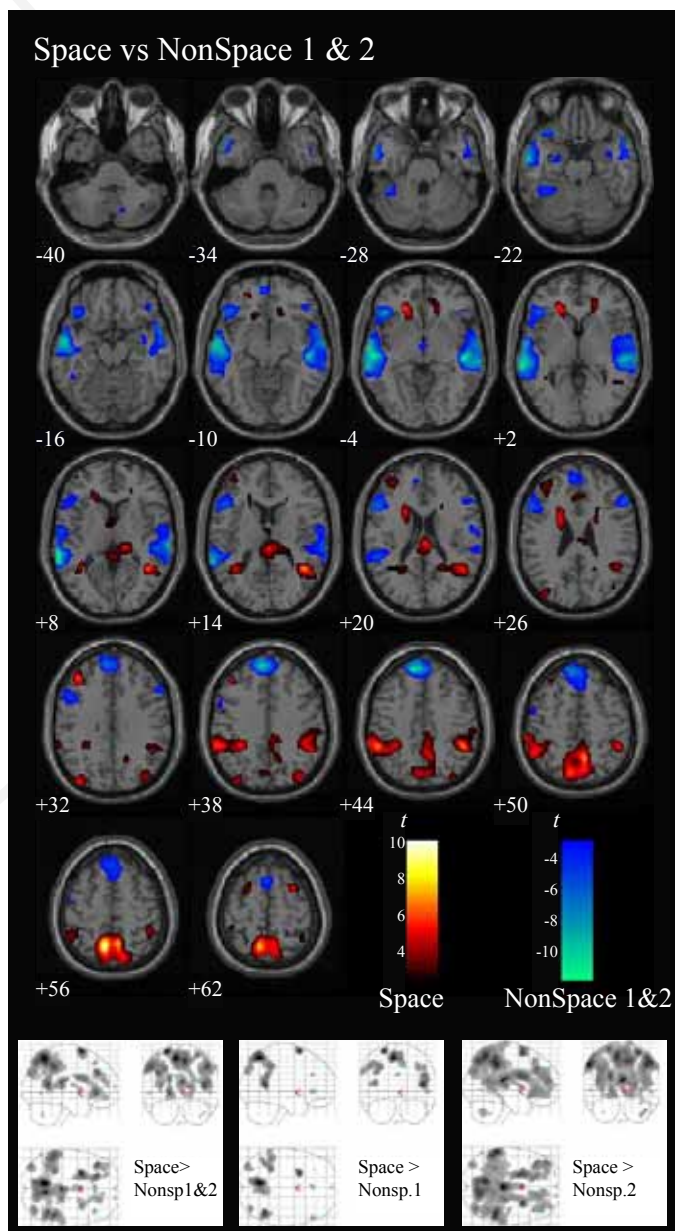 Space vs NonSpace 1 & 2
-40
-34
-28
-22
-16
-10
-4
+2
+8
+14
+20
+26
+32
+38
+44
+50
t
10
8
6
4
Space
t
-4
-6
-10
NonSpace 1&2
+56
+62
Space>
Nonsp1&2
Space >
Nonsp.1
Space >
Nonsp.2